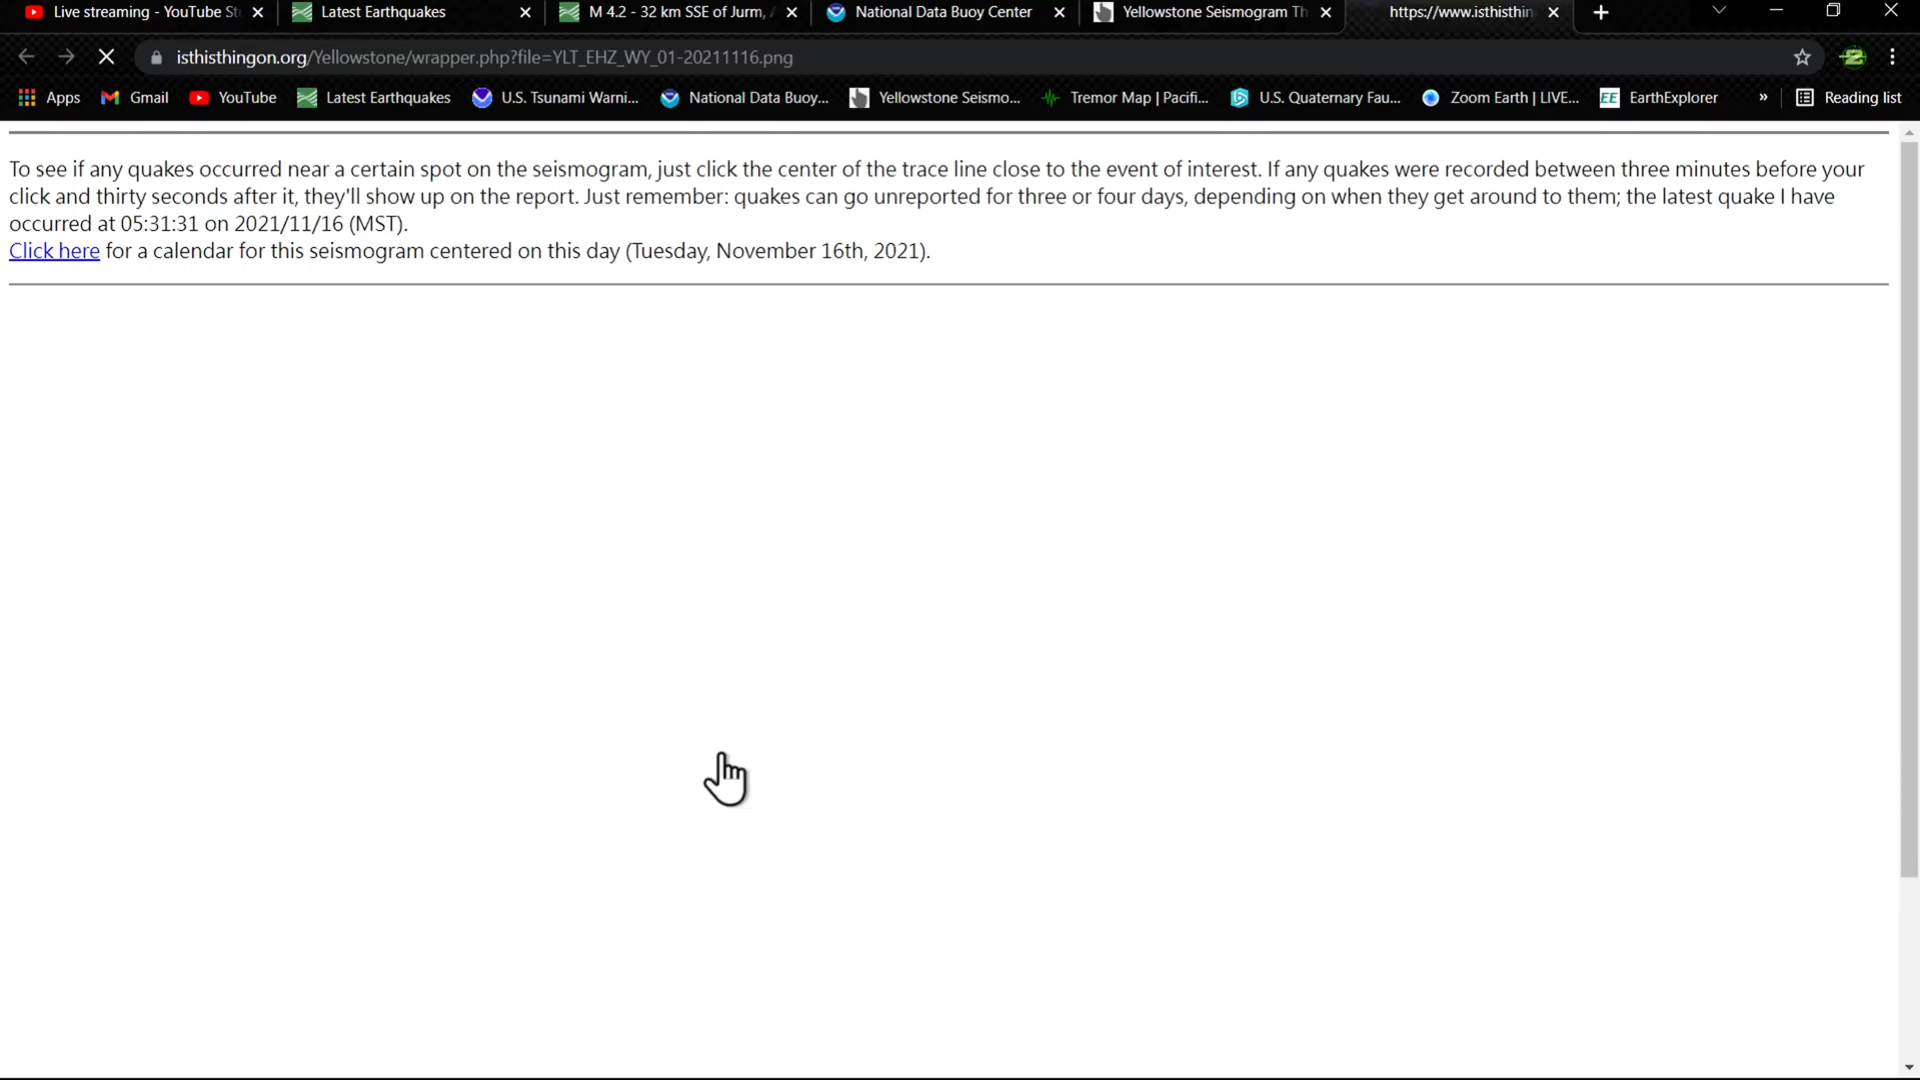 Live streaming - YouTube St
Latest Earthquakes
M 4.2 - 32 km SSE of Jurm,
National Data Buoy Center
Yellowstone Seismogram Th
https://www.isthisthin
isthisthingon.org/Yellowstone/wrapper.php?file=YLT_EHZ_WY_01-20211116.png
Apps
Gmail
YouTube
Latest Earthquakes
U.S. Tsunami Warni...
National Data Buoy...
Yellowstone Seismo...
Tremor Map | Pacifi...
U.S. Quaternary Fau...
Zoom Earth | LIVE...
EE EarthExplorer
»
Reading list
To see if any quakes occurred near a certain spot on the seismogram, just click the center of the trace line close to the event of interest. If any quakes were recorded between three minutes before your
click and thirty seconds after it, they'll show up on the report. Just remember: quakes can go unreported for three or four days, depending on when they get around to them; the latest quake I have
occurred at 05:31:31 on 2021/11/16 (MST).
Click here for a calendar for this seismogram centered on this day (Tuesday, November 16th, 2021).